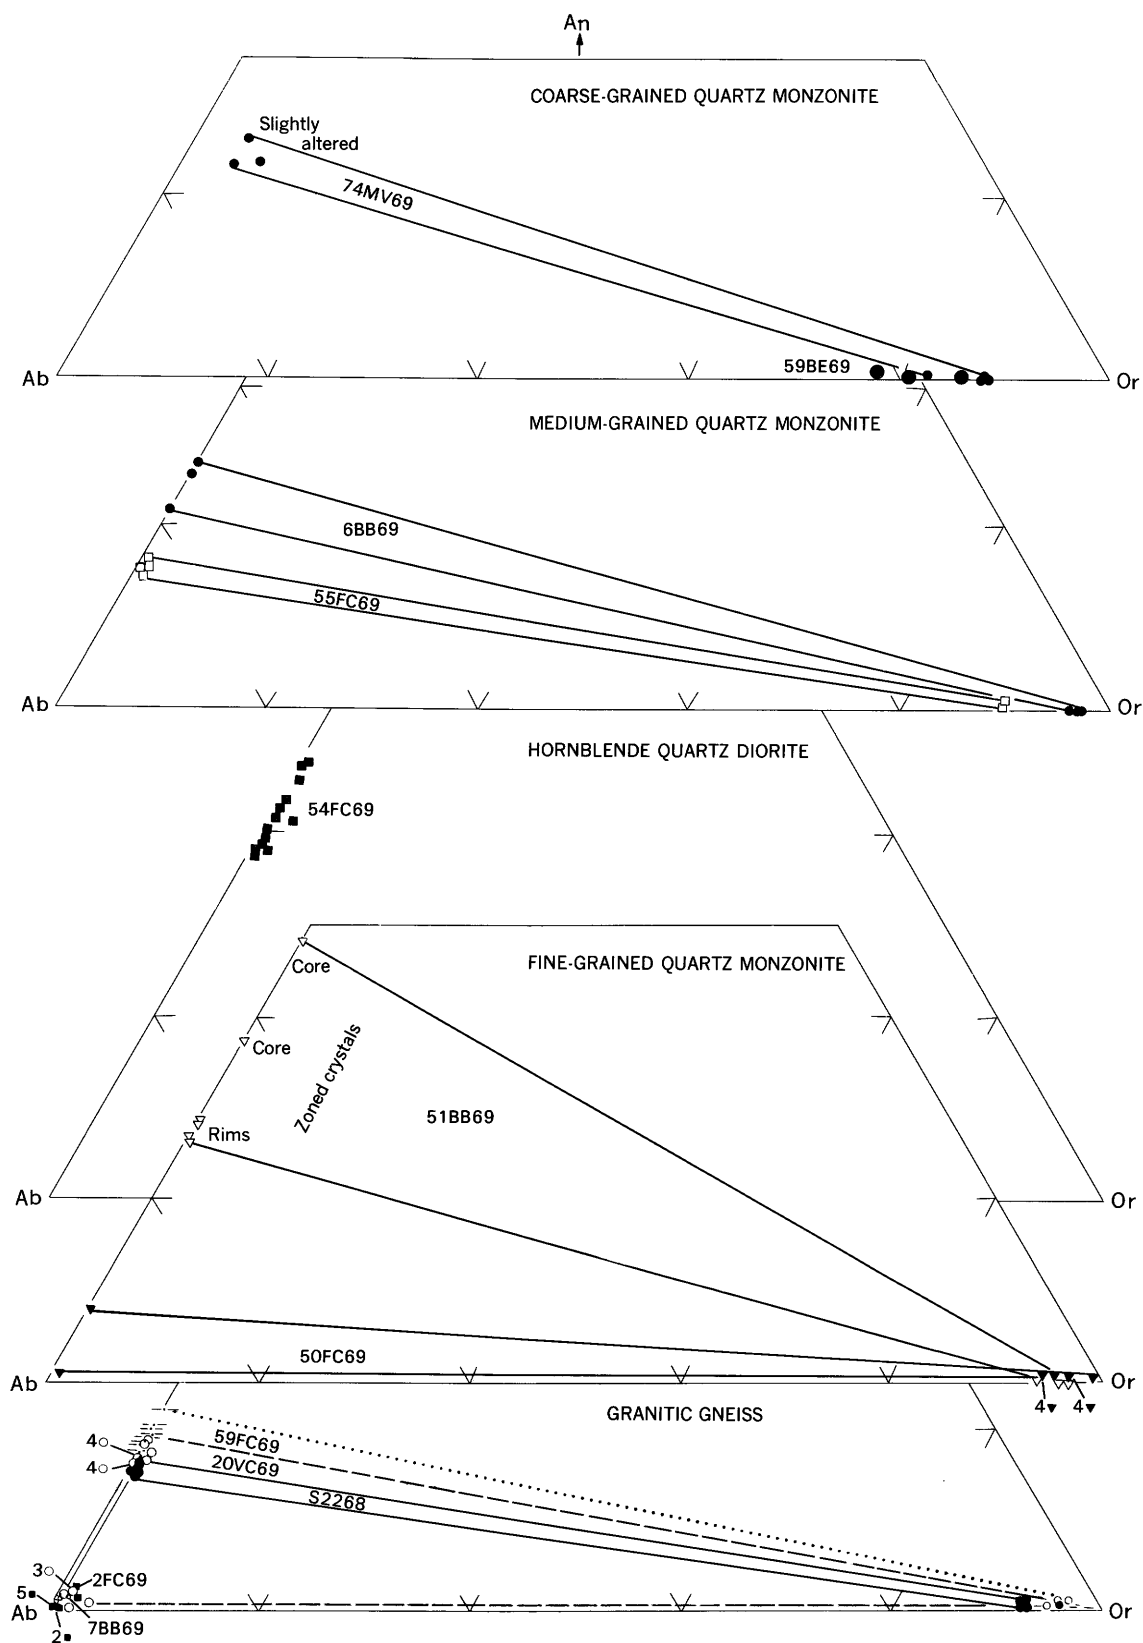 An
COARSE-GRAINED QUARTZ MONZONITE
Slightly
altered
74MV69
59BE69
Ab
Or
MEDIUM-GRAINED QUARTZ MONZONITE
6BB69
55FC69
Ab
Or
HORNBLENDE QUARTZ DIORITE
54FC69
FINE-GRAINED QUARTZ MONZONITE
Core
Core
Zoned crystals
51BB69
Rims
Ab
Or
50FC69
Ab
Or
4 4
GRANITIC GNEISS
4
59FC69
4
20VC69
S2268
3
2FC69
5
Ab
Or
7BB69
2